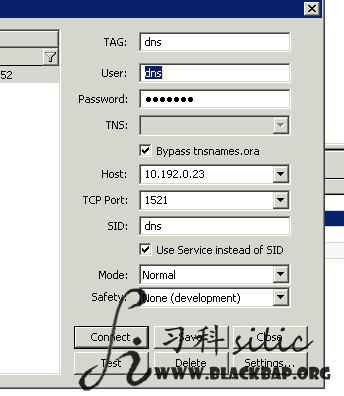 TAG: dns
52
User: dns
Password: •••••••
TNS:
Bypass tnsnames.ora
Host: 10.192.0.23
TCP Port: 1521
SID: dns
Use Service instead of SID
Mode: Normal
Safety: None (development)
Connect Save Close
Test Delete Settings...
习科 silic
WWW.BLACKBAP.ORG